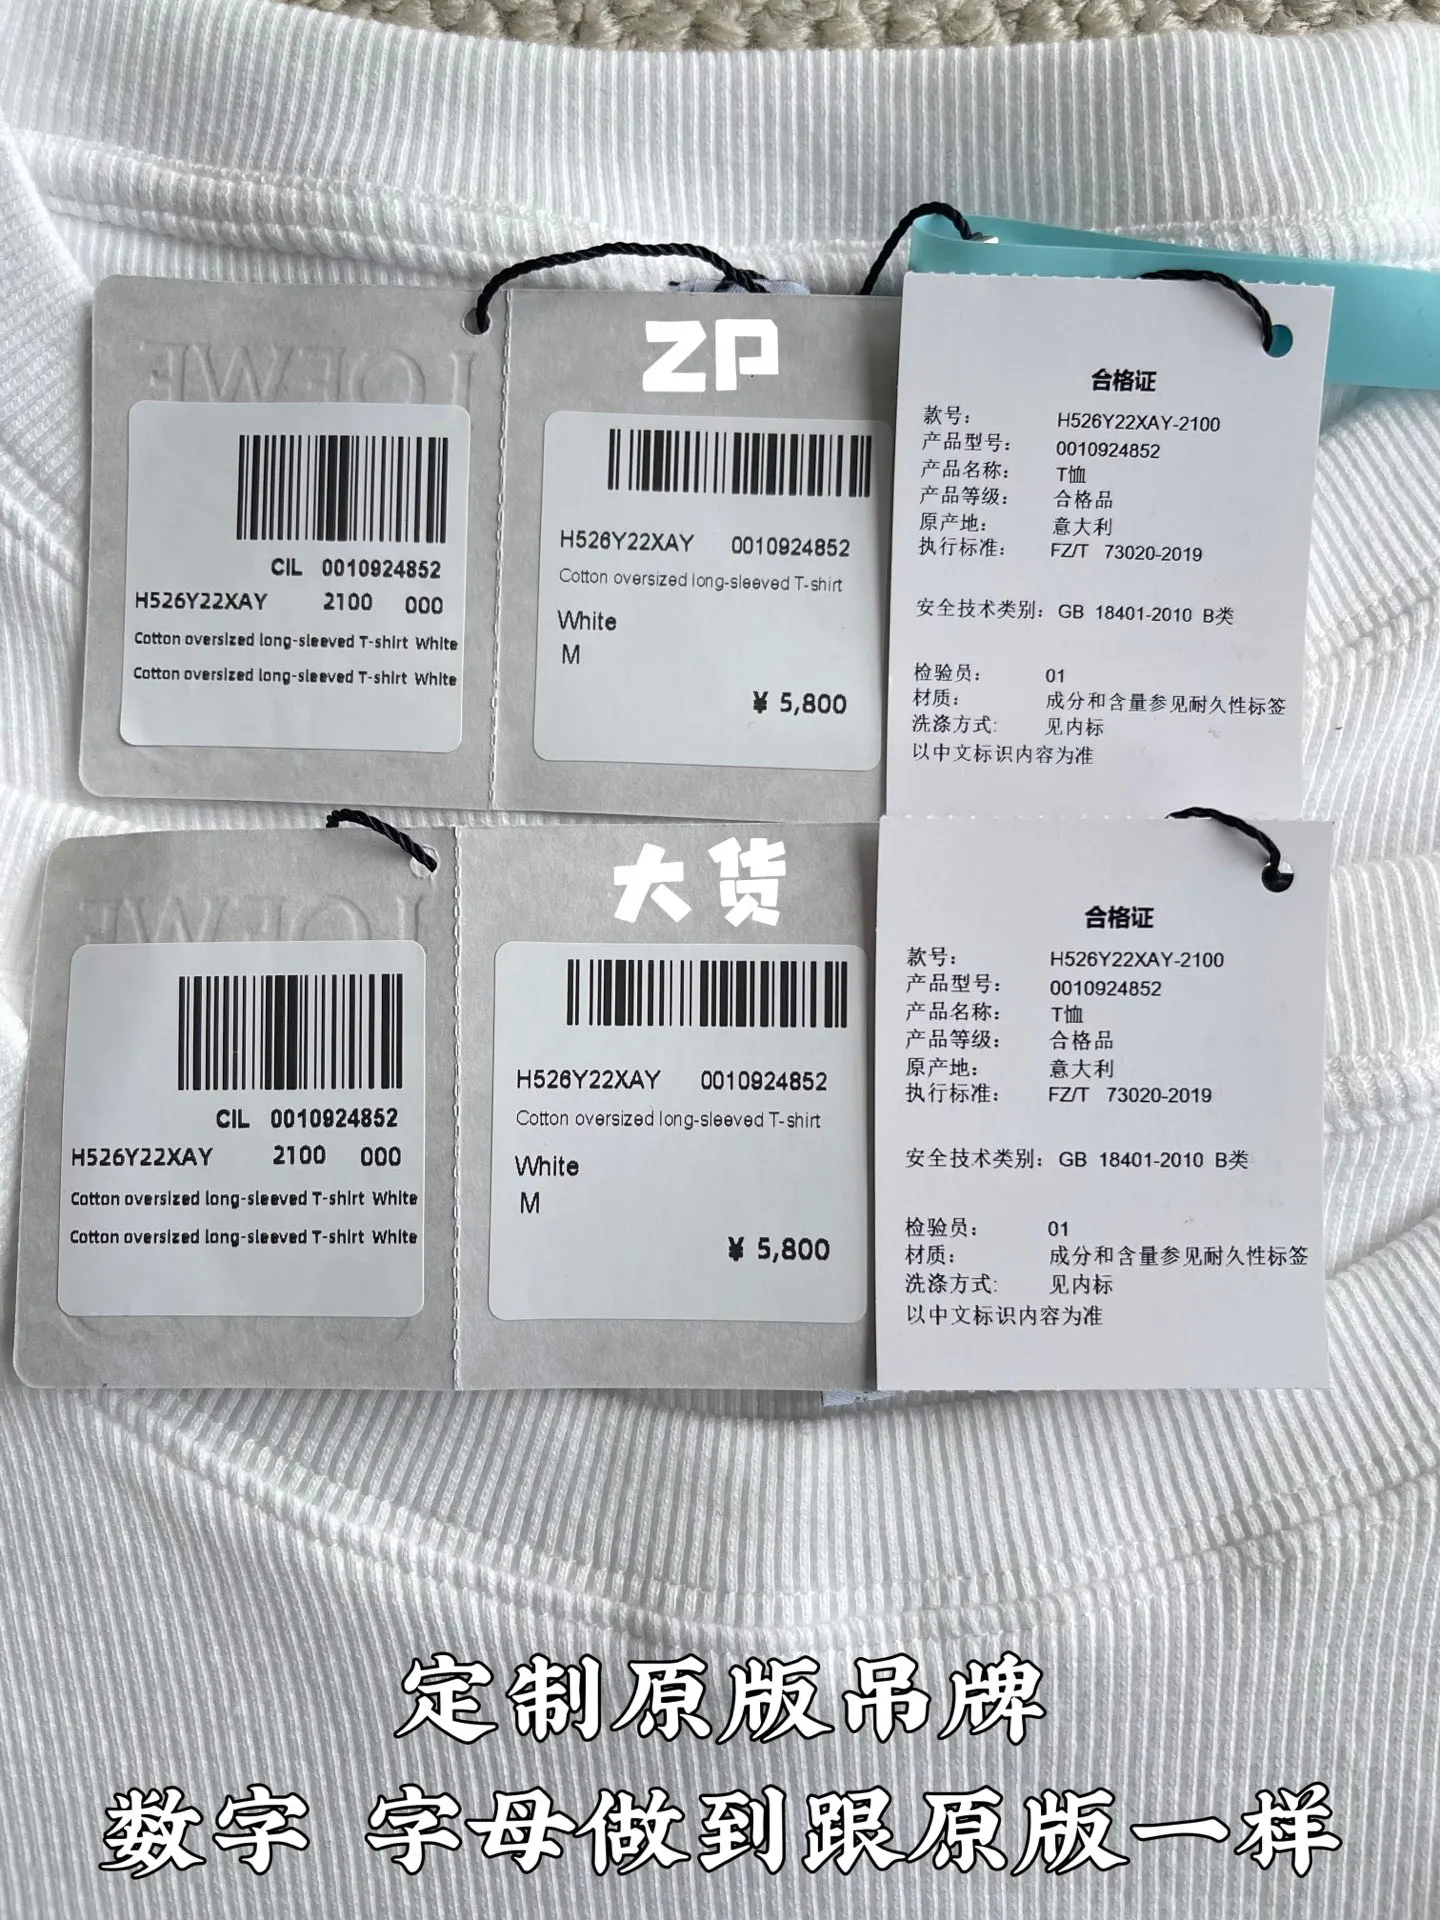 ZP
LOEWE
CIL 0010924852
H526Y22XAY 2100 000
Cotton oversized long-sleeved T-shirt White
Cotton oversized long-sleeved T-shirt White
H526Y22XAY 0010924852
Cotton oversized long-sleeved T-shirt
White
M
¥ 5,800
合格证
款号: H526Y22XAY-2100
产品型号: 0010924852
产品名称: T恤
产品等级: 合格品
原产地: 意大利
执行标准: FZ/T 73020-2019
安全技术类别: GB 18401-2010 B类
检验员: 01
材质: 成分和含量参见耐久性标签
洗涤方式: 见内标
以中文标识内容为准
大货
LOEWE
CIL 0010924852
H526Y22XAY 2100 000
Cotton oversized long-sleeved T-shirt White
Cotton oversized long-sleeved T-shirt White
H526Y22XAY 0010924852
Cotton oversized long-sleeved T-shirt
White
M
¥ 5,800
合格证
款号: H526Y22XAY-2100
产品型号: 0010924852
产品名称: T恤
产品等级: 合格品
原产地: 意大利
执行标准: FZ/T 73020-2019
安全技术类别: GB 18401-2010 B类
检验员: 01
材质: 成分和含量参见耐久性标签
洗涤方式: 见内标
以中文标识内容为准
定制原版吊牌
数字 字母做到跟原版一样